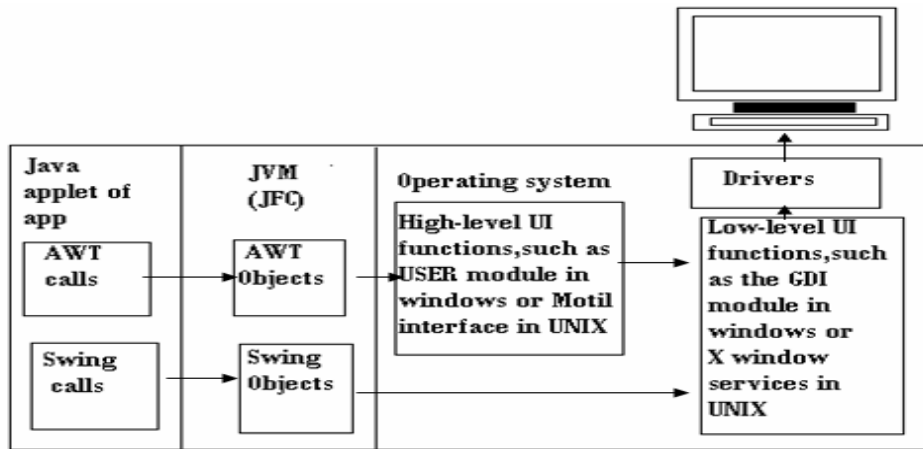 Java
applet of
app
AWT
calls
Swing
calls
JVM
(JFC)
AWT
Objects
Swing
Objects
Operating system
High-level UI
functions,such as
USER module in
windows or Motil
interface in UNIX
Drivers
Low-level UI
functions,such
as the GDI
module in
windows or
X window
services in
UNIX